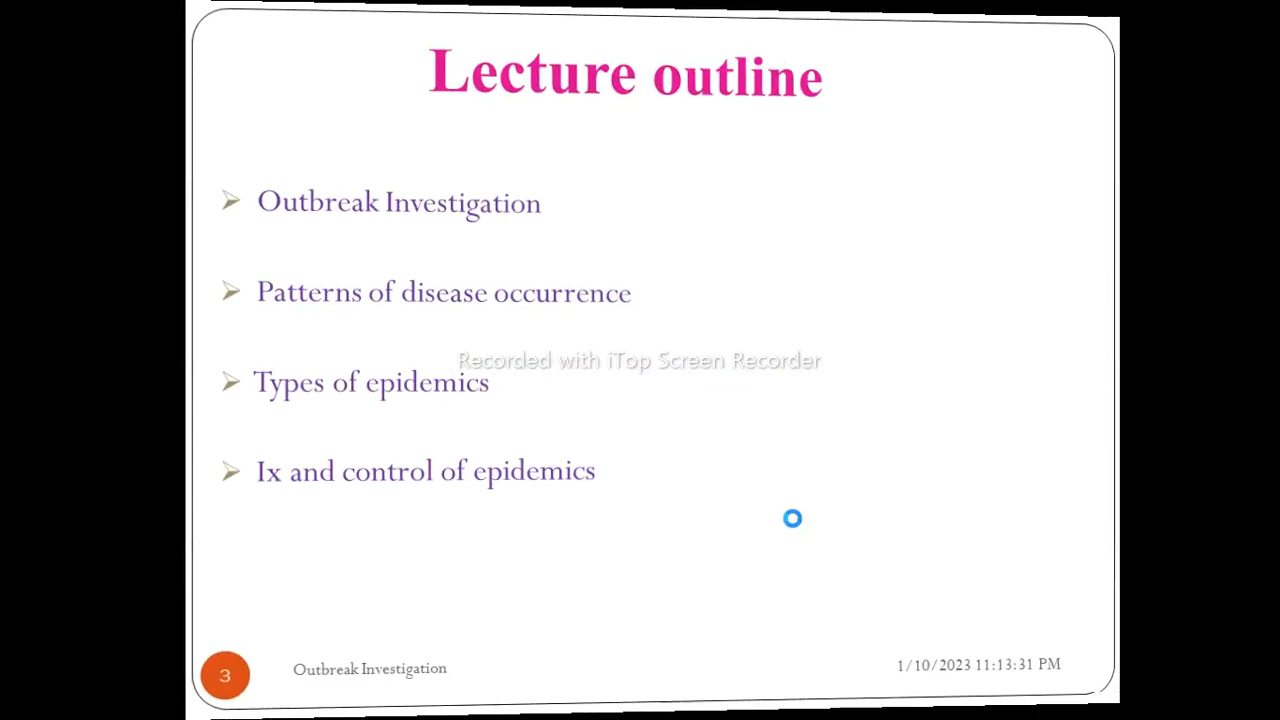 Lecture outline
Outbreak Investigation
Patterns of disease occurrence
Recorded with iTop Screen Recorder
Types of epidemics
Ix and control of epidemics
3
Outbreak Investigation
1/10/2023 11:13:31 PM